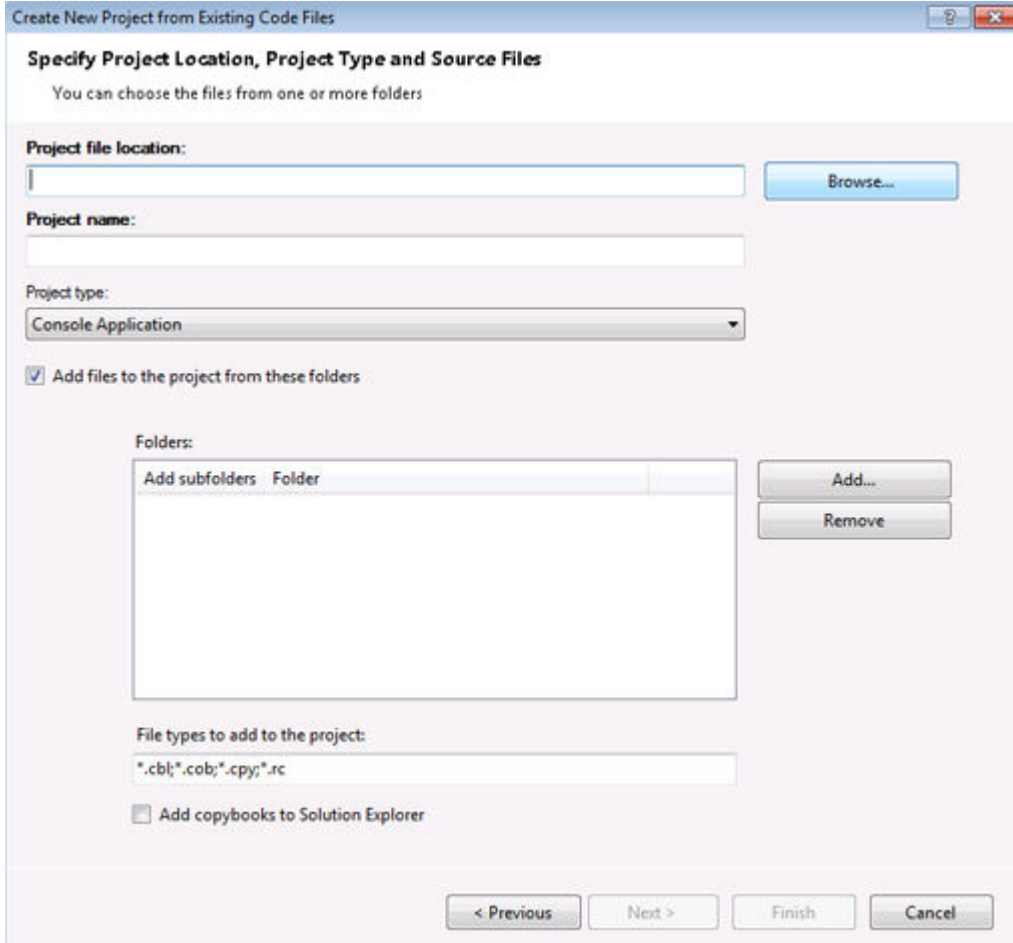 Create New Project from Existing Code Files
Specify Project Location, Project Type and Source Files
You can choose the files from one or more folders
Project file location:
Browse...
Project name:
Project type:
Console Application
Add files to the project from these folders
Folders:
Add subfolders Folder
Add...
Remove
File types to add to the project:
*.cbl;*.cob;*.cpy;*.rc
Add copybooks to Solution Explorer
< Previous Next > Finish Cancel